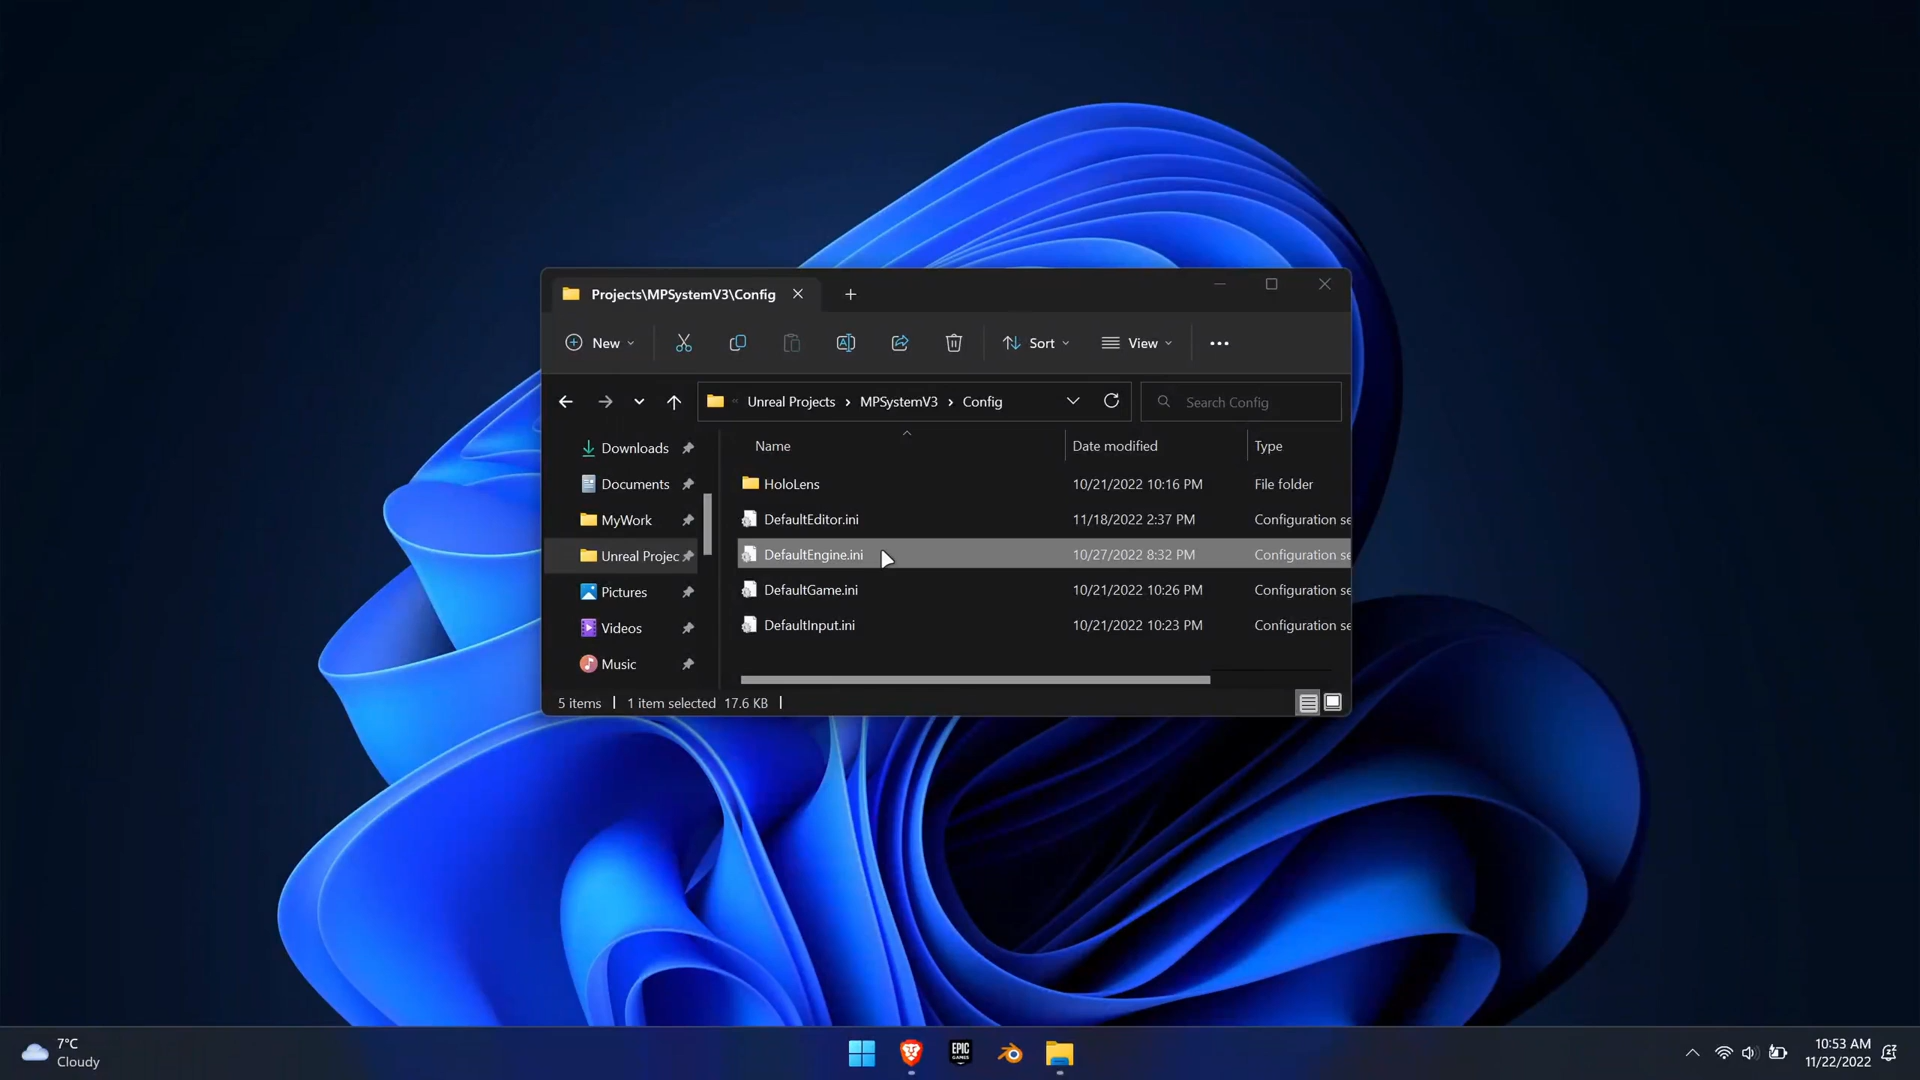 Projects\MPSystemV3\Config
New
Sort
View
Unreal Projects > MPSystemV3 > Config
Search Config
Name Date modified Type
Downloads
Documents
MyWork
Unreal Projec
Pictures
Videos
Music
HoloLens 10/21/2022 10:16 PM File folder
DefaultEditor.ini 11/18/2022 2:37 PM Configuration se
DefaultEngine.ini 10/27/2022 8:32 PM Configuration se
DefaultGame.ini 10/21/2022 10:26 PM Configuration se
DefaultInput.ini 10/21/2022 10:23 PM Configuration se
5 items 1 item selected 17.6 KB
7°C
Cloudy
EPIC
GAMES
10:53 AM
11/22/2022